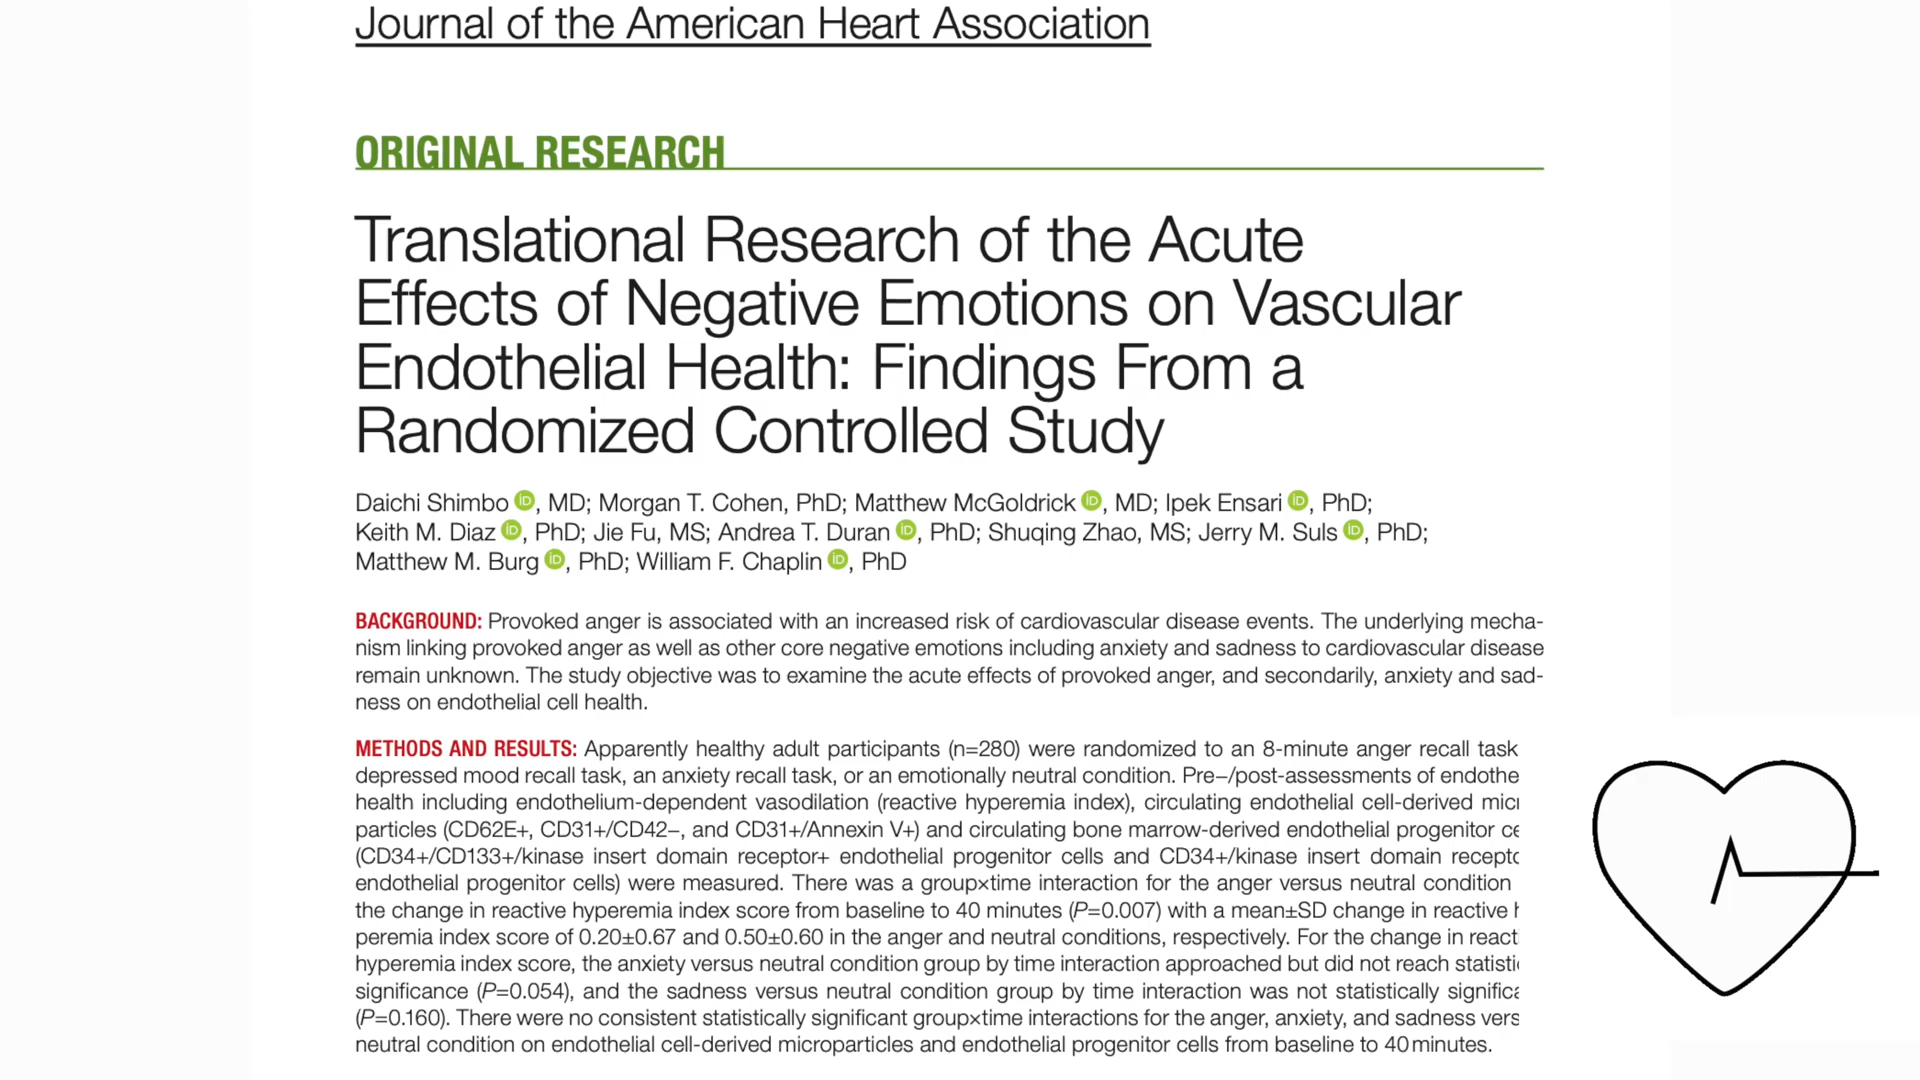 Journal of the American Heart Association
ORIGINAL RESEARCH
Translational Research of the Acute
Effects of Negative Emotions on Vascular
Endothelial Health: Findings From a
Randomized Controlled Study
Daichi Shimbo iD, MD; Morgan T. Cohen, PhD; Matthew McGoldrick iD, MD; Ipek Ensari iD, PhD;
Keith M. Diaz iD, PhD; Jie Fu, MS; Andrea T. Duran iD, PhD; Shuqing Zhao, MS; Jerry M. Suls iD, PhD;
Matthew M. Burg iD, PhD; William F. Chaplin iD, PhD
BACKGROUND: Provoked anger is associated with an increased risk of cardiovascular disease events. The underlying mecha-
nism linking provoked anger as well as other core negative emotions including anxiety and sadness to cardiovascular disease
remain unknown. The study objective was to examine the acute effects of provoked anger, and secondarily, anxiety and sad-
ness on endothelial cell health.
METHODS AND RESULTS: Apparently healthy adult participants (n=280) were randomized to an 8-minute anger recall task
depressed mood recall task, an anxiety recall task, or an emotionally neutral condition. Pre–/post-assessments of endothe
health including endothelium-dependent vasodilation (reactive hyperemia index), circulating endothelial cell-derived micr
particles (CD62E+, CD31+/CD42–, and CD31+/Annexin V+) and circulating bone marrow-derived endothelial progenitor ce
(CD34+/CD133+/kinase insert domain receptor+ endothelial progenitor cells and CD34+/kinase insert domain recepto
endothelial progenitor cells) were measured. There was a group×time interaction for the anger versus neutral condition
the change in reactive hyperemia index score from baseline to 40 minutes (P=0.007) with a mean±SD change in reactive h
peremia index score of 0.20±0.67 and 0.50±0.60 in the anger and neutral conditions, respectively. For the change in react
hyperemia index score, the anxiety versus neutral condition group by time interaction approached but did not reach statisti
significance (P=0.054), and the sadness versus neutral condition group by time interaction was not statistically significa
(P=0.160). There were no consistent statistically significant group×time interactions for the anger, anxiety, and sadness vers
neutral condition on endothelial cell-derived microparticles and endothelial progenitor cells from baseline to 40 minutes.